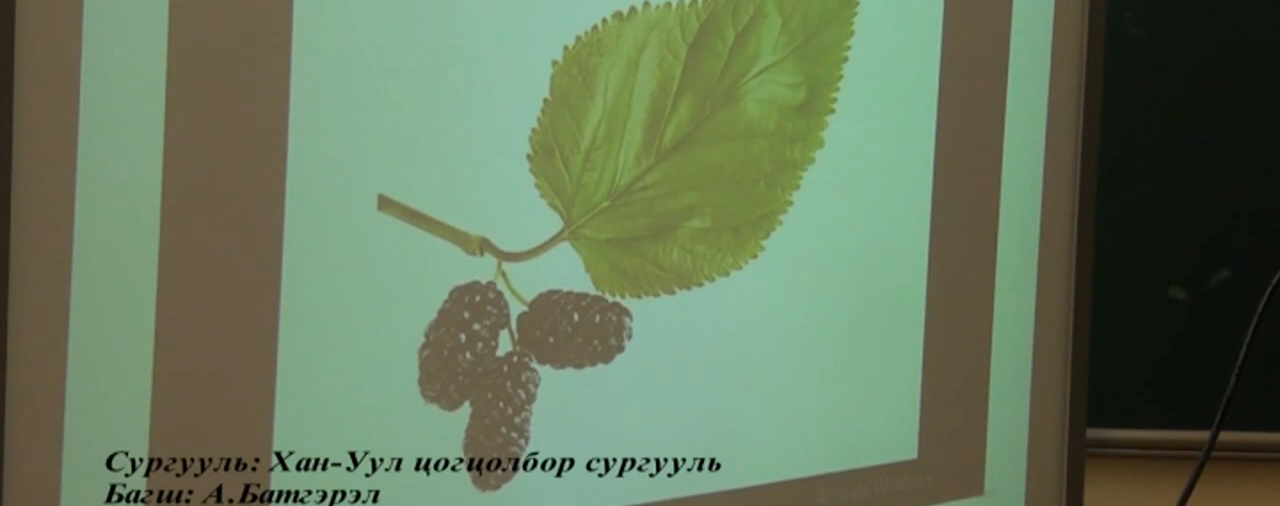 Сургууль: Хан-Уул цогцолбор сургууль
Багш: А.Батгэрэл